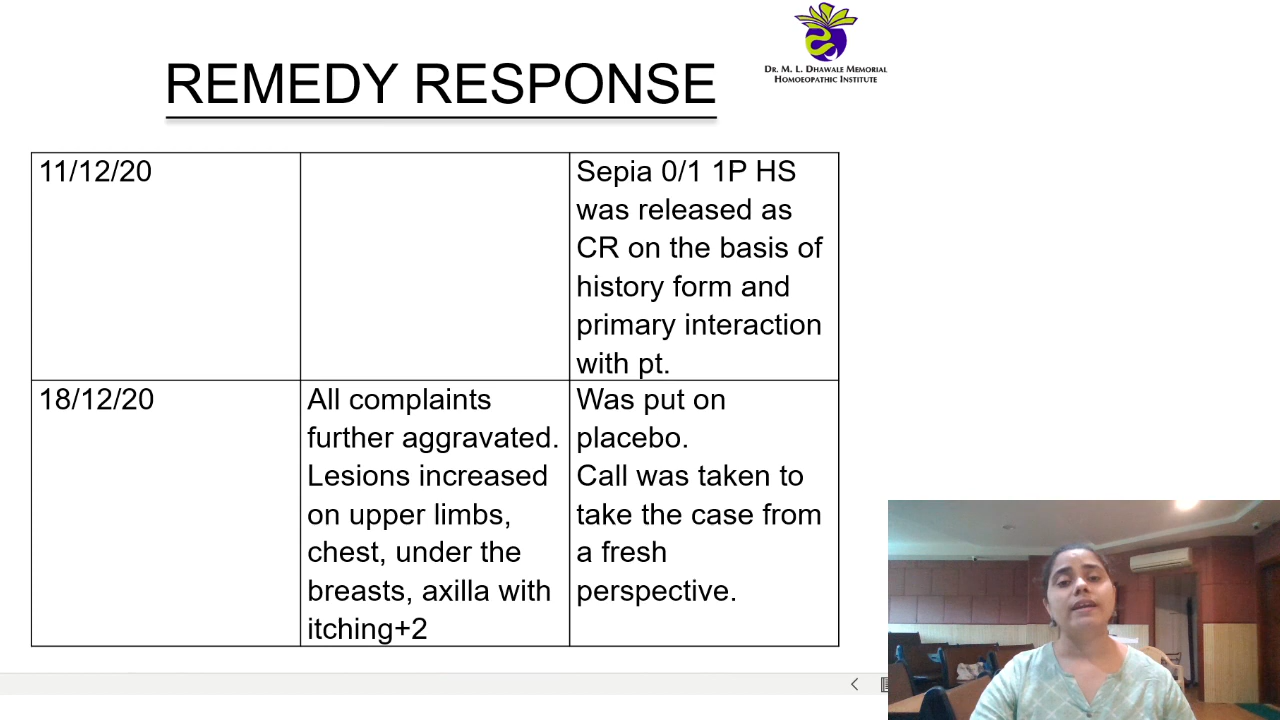 DR. M. L. DHAWALE MEMORIAL
HOMOEOPATHIC INSTITUTE
REMEDY RESPONSE
11/12/20
Sepia 0/1 1P HS
was released as
CR on the basis of
history form and
primary interaction
with pt.
18/12/20
All complaints
further aggravated.
Lesions increased
on upper limbs,
chest, under the
breasts, axilla with
itching+2
Was put on
placebo.
Call was taken to
take the case from
a fresh
perspective.